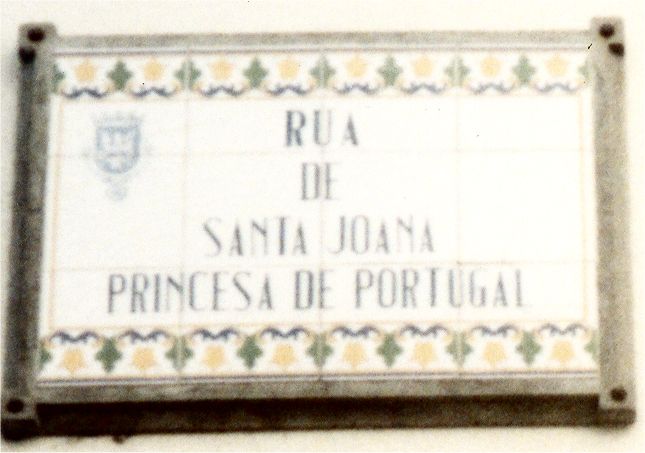 RUA
DE
SANTA JOANA
PRINCESA DE PORTUGAL